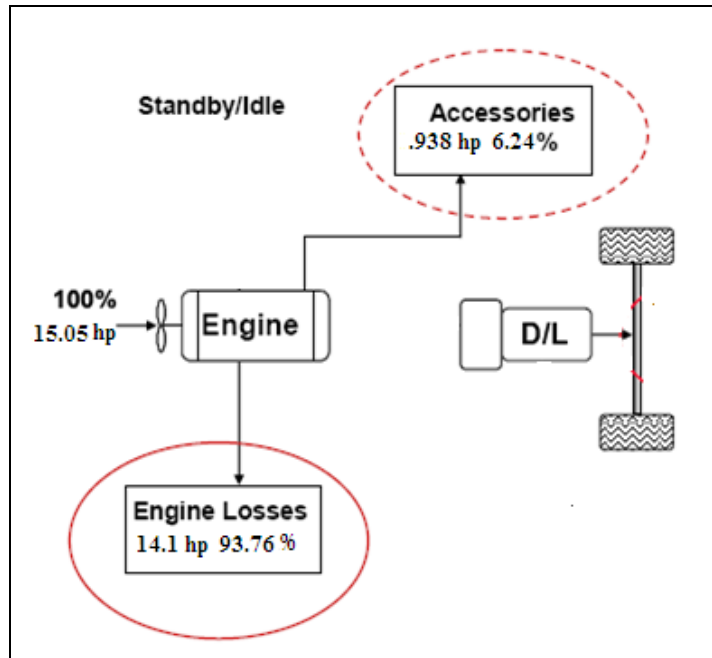 Standby/Idle
Accessories
.938 hp 6.24%
100%
15.05 hp
Engine
D/L
Engine Losses
14.1 hp 93.76 %